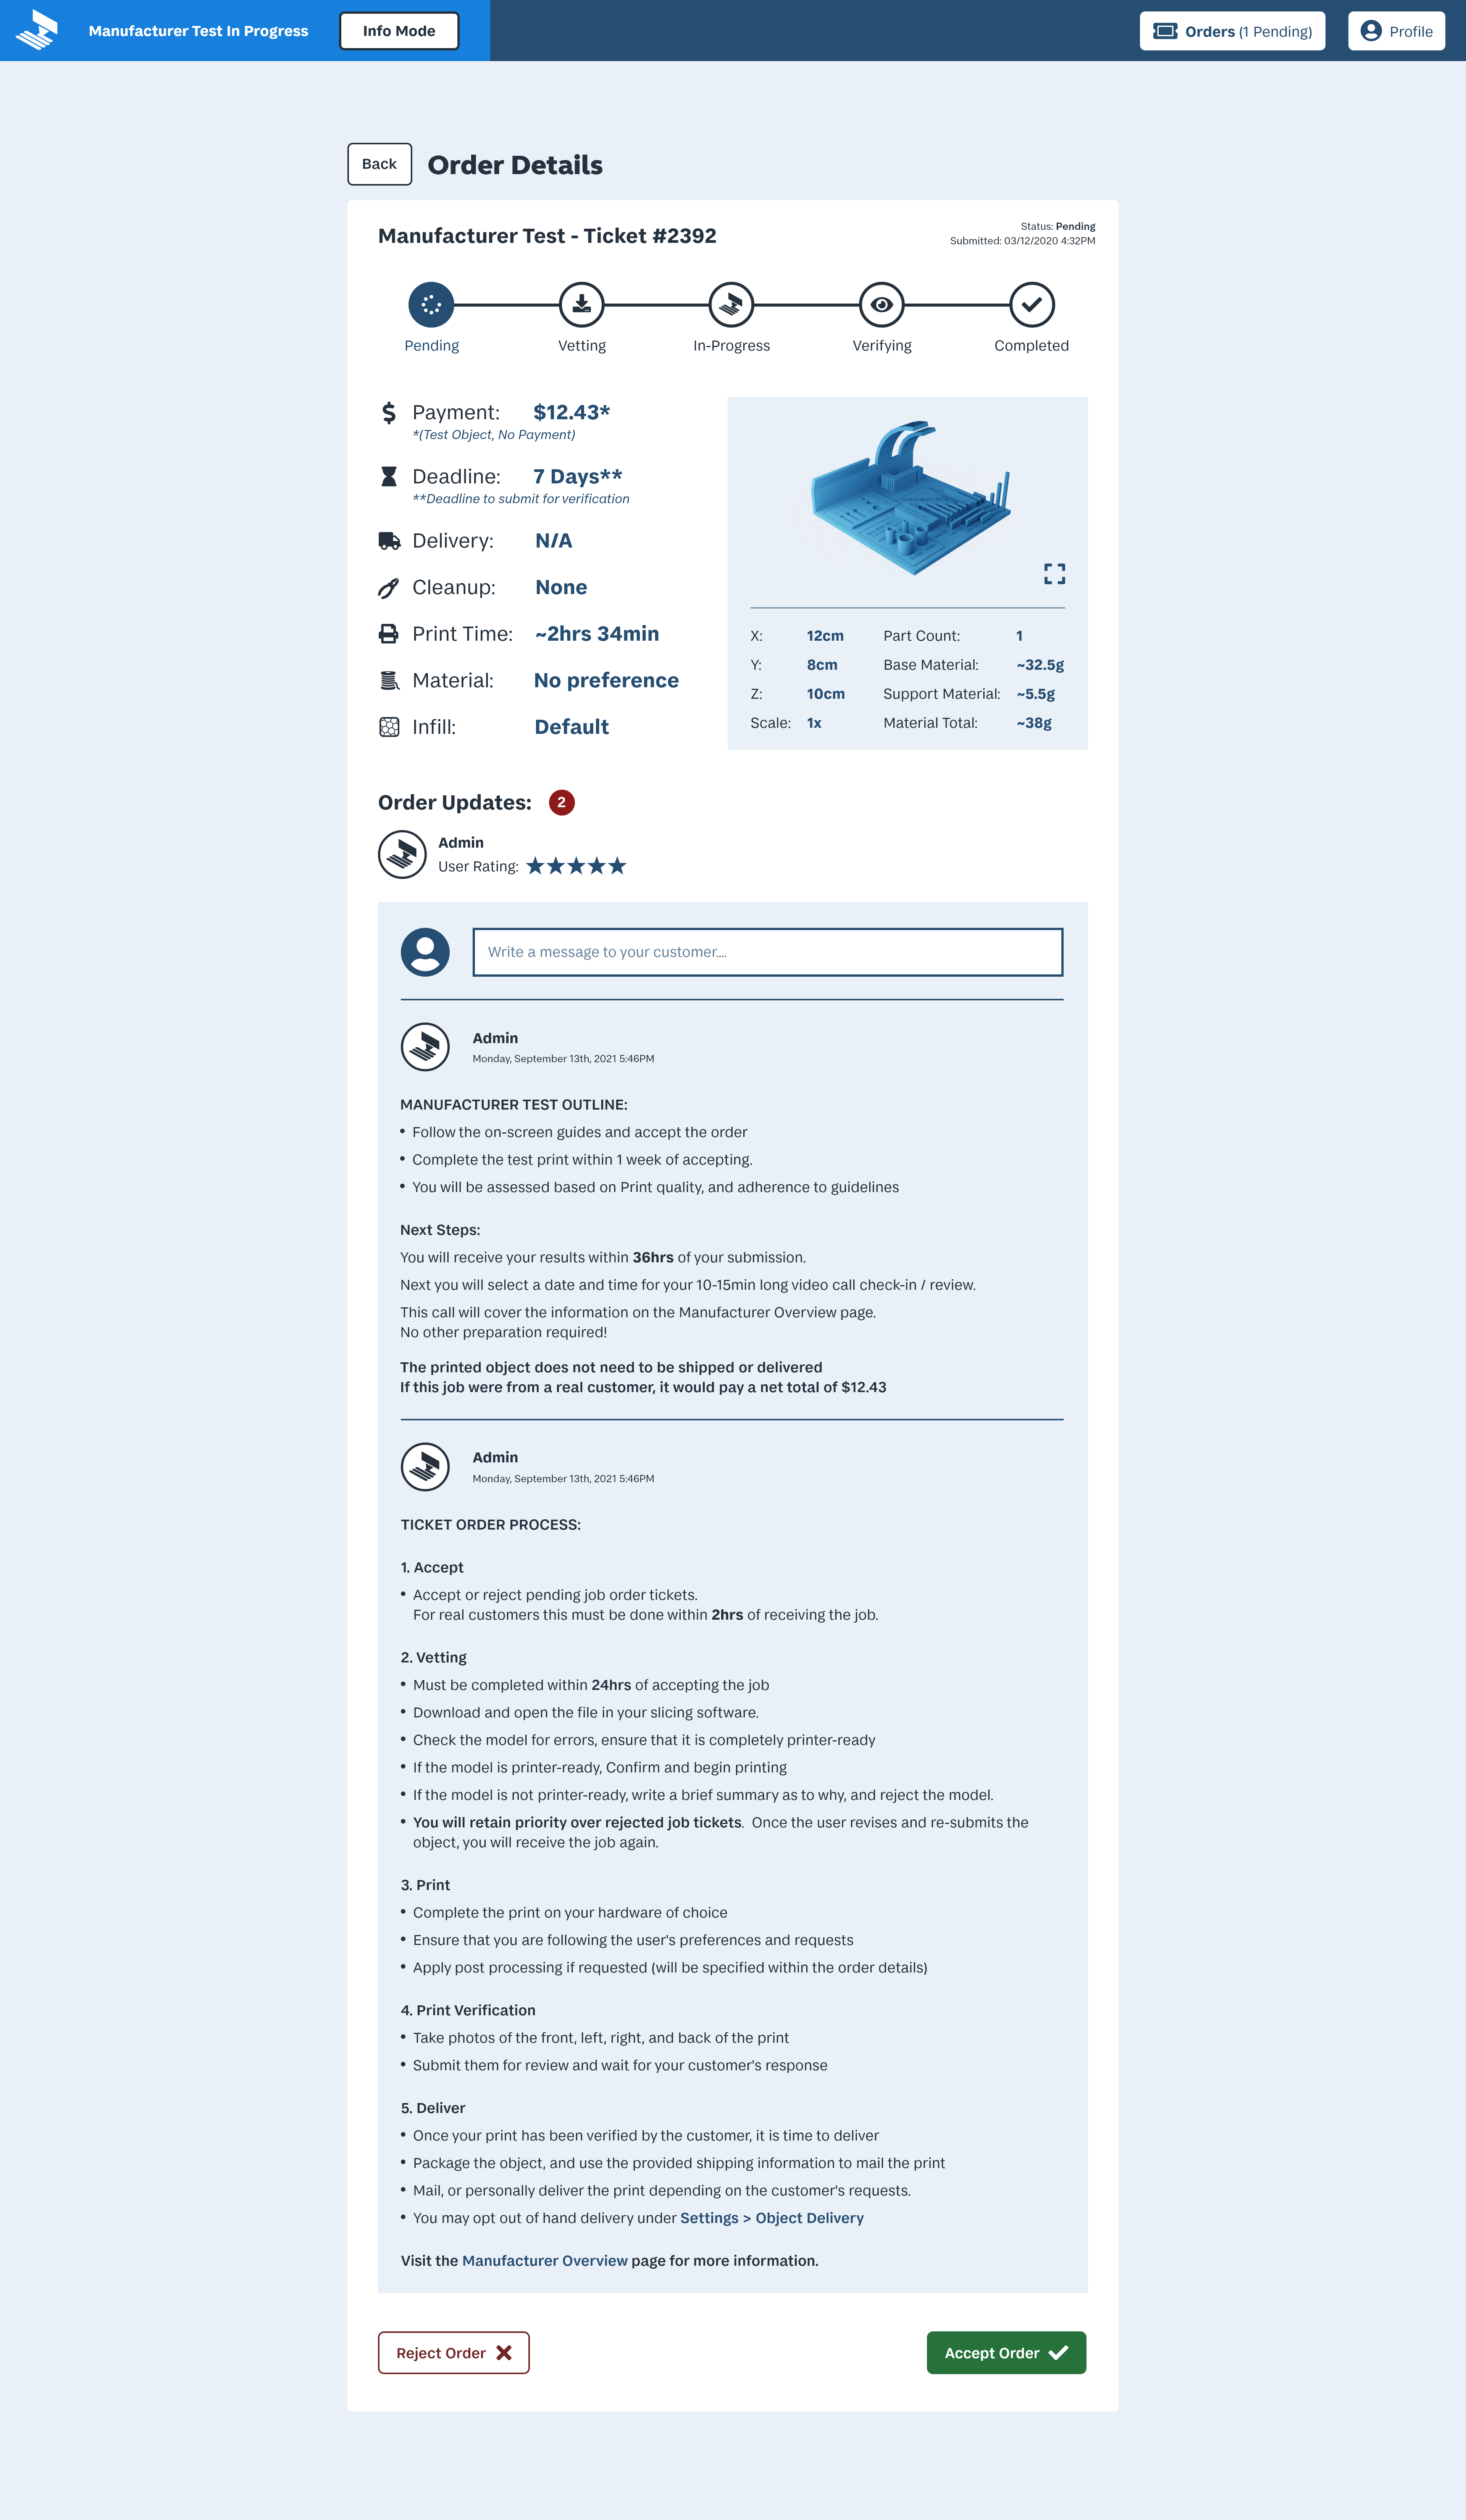 Manufacturer Test In Progress
Info Mode
Orders (1 Pending)
Profile
Back
Order Details
Manufacturer Test - Ticket #2392
Status: Pending
Submitted: 03/12/2020 4:32PM
Pending
Vetting
In-Progress
Verifying
Completed
Payment: $12.43*
*(Test Object, No Payment)
Deadline: 7 Days**
**Deadline to submit for verification
Delivery: N/A
Cleanup: None
Print Time: ~2hrs 34min
Material: No preference
Infill: Default
X: 12cm Part Count: 1
Y: 8cm Base Material: ~32.5g
Z: 10cm Support Material: ~5.5g
Scale: 1x Material Total: ~38g
Order Updates: 2
Admin
User Rating:
Write a message to your customer....
Admin
Monday, September 13th, 2021 5:46PM
MANUFACTURER TEST OUTLINE:
• Follow the on-screen guides and accept the order
• Complete the test print within 1 week of accepting.
• You will be assessed based on Print quality, and adherence to guidelines
Next Steps:
You will receive your results within 36hrs of your submission.
Next you will select a date and time for your 10-15min long video call check-in / review.
This call will cover the information on the Manufacturer Overview page.
No other preparation required!
The printed object does not need to be shipped or delivered
If this job were from a real customer, it would pay a net total of $12.43
Admin
Monday, September 13th, 2021 5:46PM
TICKET ORDER PROCESS:
1. Accept
• Accept or reject pending job order tickets.
For real customers this must be done within 2hrs of receiving the job.
2. Vetting
• Must be completed within 24hrs of accepting the job
• Download and open the file in your slicing software.
• Check the model for errors, ensure that it is completely printer-ready
• If the model is printer-ready, Confirm and begin printing
• If the model is not printer-ready, write a brief summary as to why, and reject the model.
• You will retain priority over rejected job tickets. Once the user revises and re-submits the
object, you will receive the job again.
3. Print
• Complete the print on your hardware of choice
• Ensure that you are following the user's preferences and requests
• Apply post processing if requested (will be specified within the order details)
4. Print Verification
• Take photos of the front, left, right, and back of the print
• Submit them for review and wait for your customer's response
5. Deliver
• Once your print has been verified by the customer, it is time to deliver
• Package the object, and use the provided shipping information to mail the print
• Mail, or personally deliver the print depending on the customer's requests.
• You may opt out of hand delivery under Settings > Object Delivery
Visit the Manufacturer Overview page for more information.
Reject Order
Accept Order